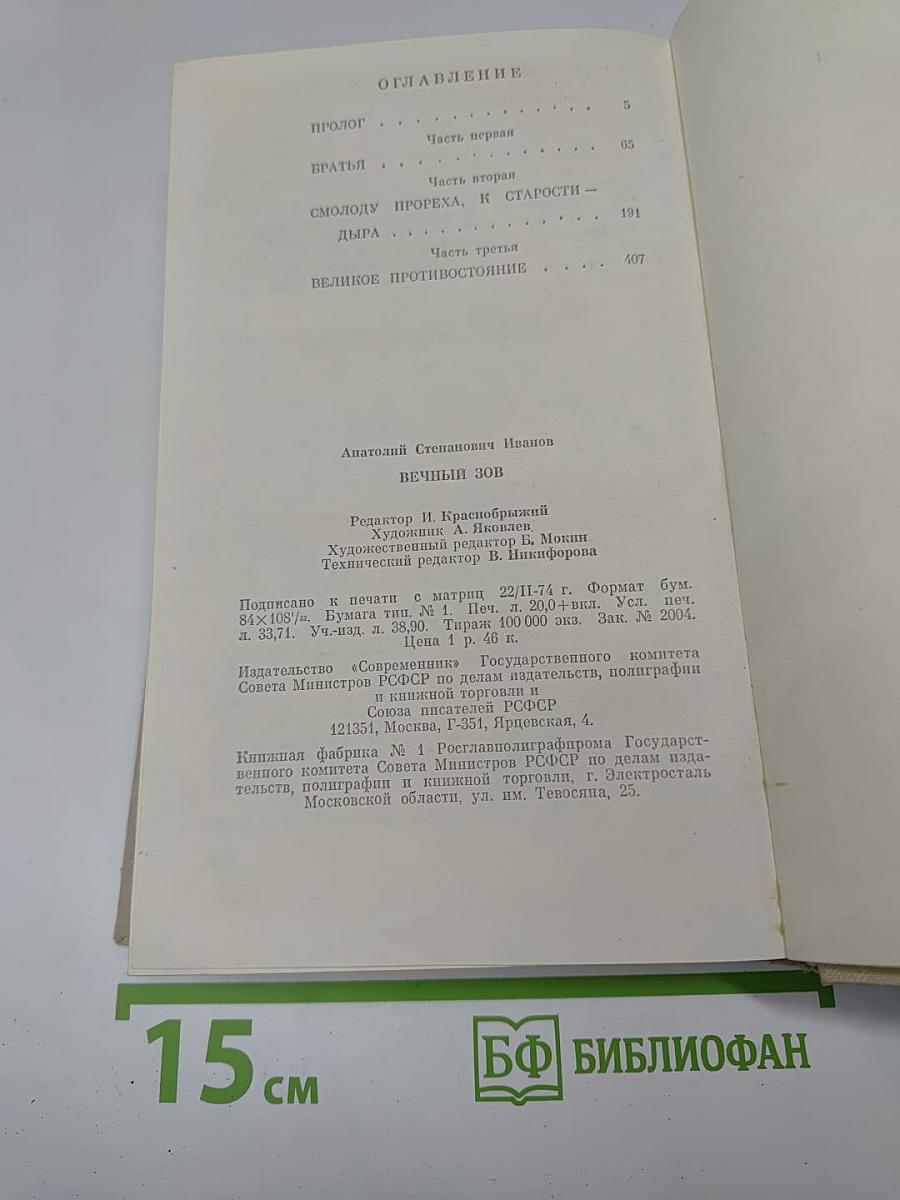 ОГЛАВЛЕНИЕ
ПРОЛОГ . . . . . . . . . . . . . 5
Часть первая
БРАТЬЯ . . . . . . . . . . . . . 65
Часть вторая
СМОЛОДУ ПРОРЕХА, К СТАРОСТИ —
ДЫРА . . . . . . . . . . . . . 191
Часть третья
ВЕЛИКОЕ ПРОТИВОСТОЯНИЕ . . . . 407
Анатолий Степанович Иванов
ВЕЧНЫЙ ЗОВ
Редактор И. Краснобрыжий
Художник А. Яковлев
Художественный редактор Б. Мокин
Технический редактор В. Никифорова
Подписано к печати с матриц 22/II-74 г. Формат бум.
84×108¹/₃₂. Бумага тип. № 1. Печ. л. 20,0+вкл. Усл. печ.
л. 33,71. Уч.-изд. л. 38,90. Тираж 100 000 экз. Зак. № 2004.
Цена 1 р. 46 к.
Издательство «Современник» Государственного комитета
Совета Министров РСФСР по делам издательств, полиграфии
и книжной торговли и
Союза писателей РСФСР
121351, Москва, Г-351, Ярцевская, 4.
Книжная фабрика № 1 Росглавполиграфпрома Государст-
венного комитета Совета Министров РСФСР по делам изда-
тельств, полиграфии и книжной торговли, г. Электросталь
Московской области, ул. им. Тевосяна, 25.
15 см
БФ БИБЛИОФАН